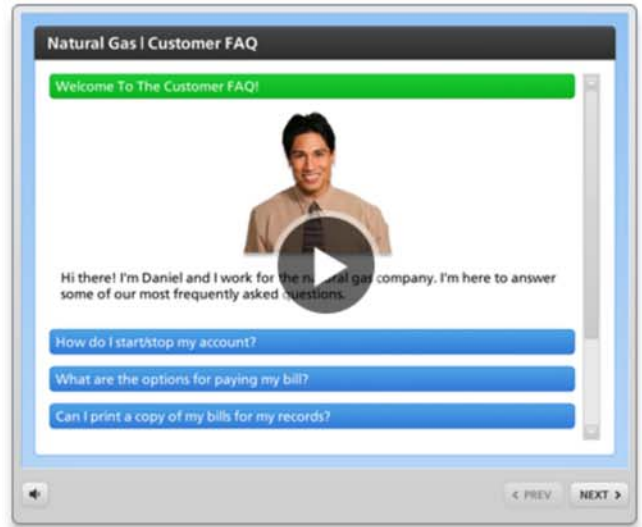 Natural Gas | Customer FAQ
Welcome To The Customer FAQ!
Hi there! I'm Daniel and I work for the natural gas company. I'm here to answer
some of our most frequently asked questions.
How do I start/stop my account?
What are the options for paying my bill?
Can I print a copy of my bills for my records?
< PREV
NEXT >